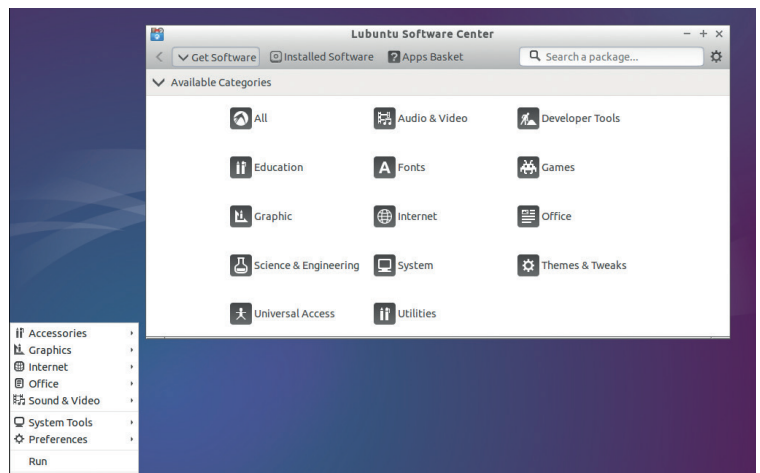 Lubuntu Software Center
Get Software Installed Software Apps Basket Search a package...
Available Categories
All Audio & Video Developer Tools
Education Fonts Games
Graphic Internet Office
Science & Engineering System Themes & Tweaks
Universal Access Utilities
Accessories
Graphics
Internet
Office
Sound & Video
System Tools
Preferences
Run